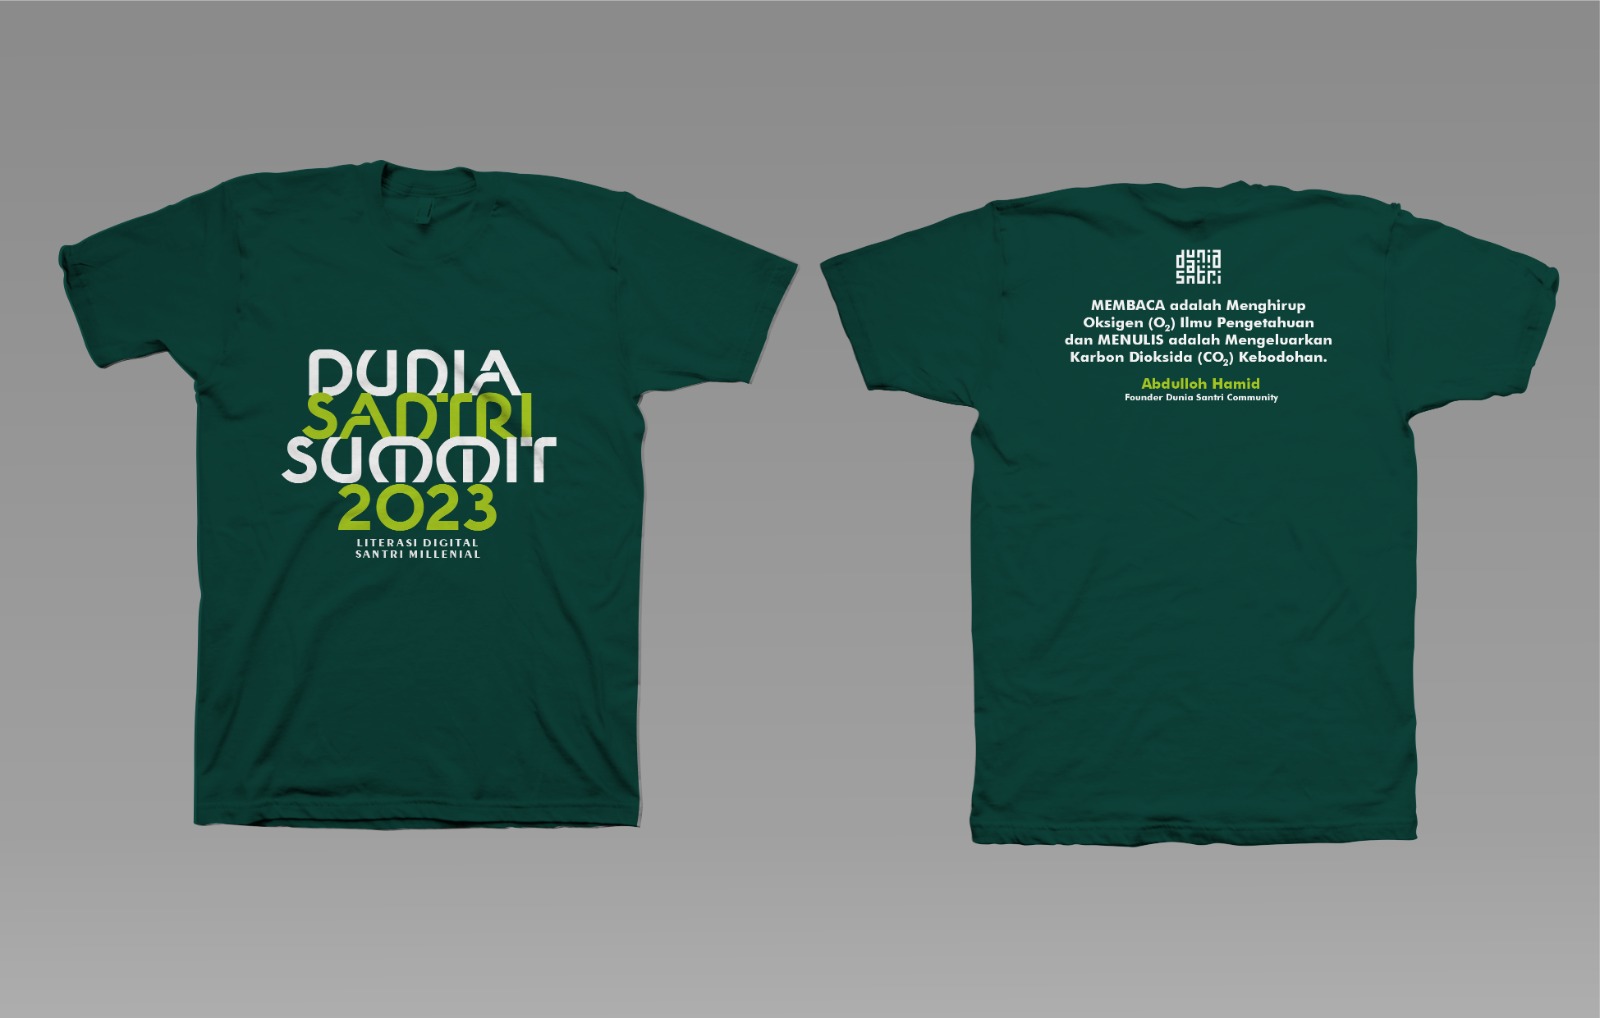 DUNIA
SANTRI
SUMMIT
2023
LITERASI DIGITAL
SANTRI MILLENIAL
dunia
santri
MEMBACA adalah Menghirup
Oksigen (O₂) Ilmu Pengetahuan
dan MENULIS adalah Mengeluarkan
Karbon Dioksida (CO₂) Kebodohan.
Abdulloh Hamid
Founder Dunia Santri Community